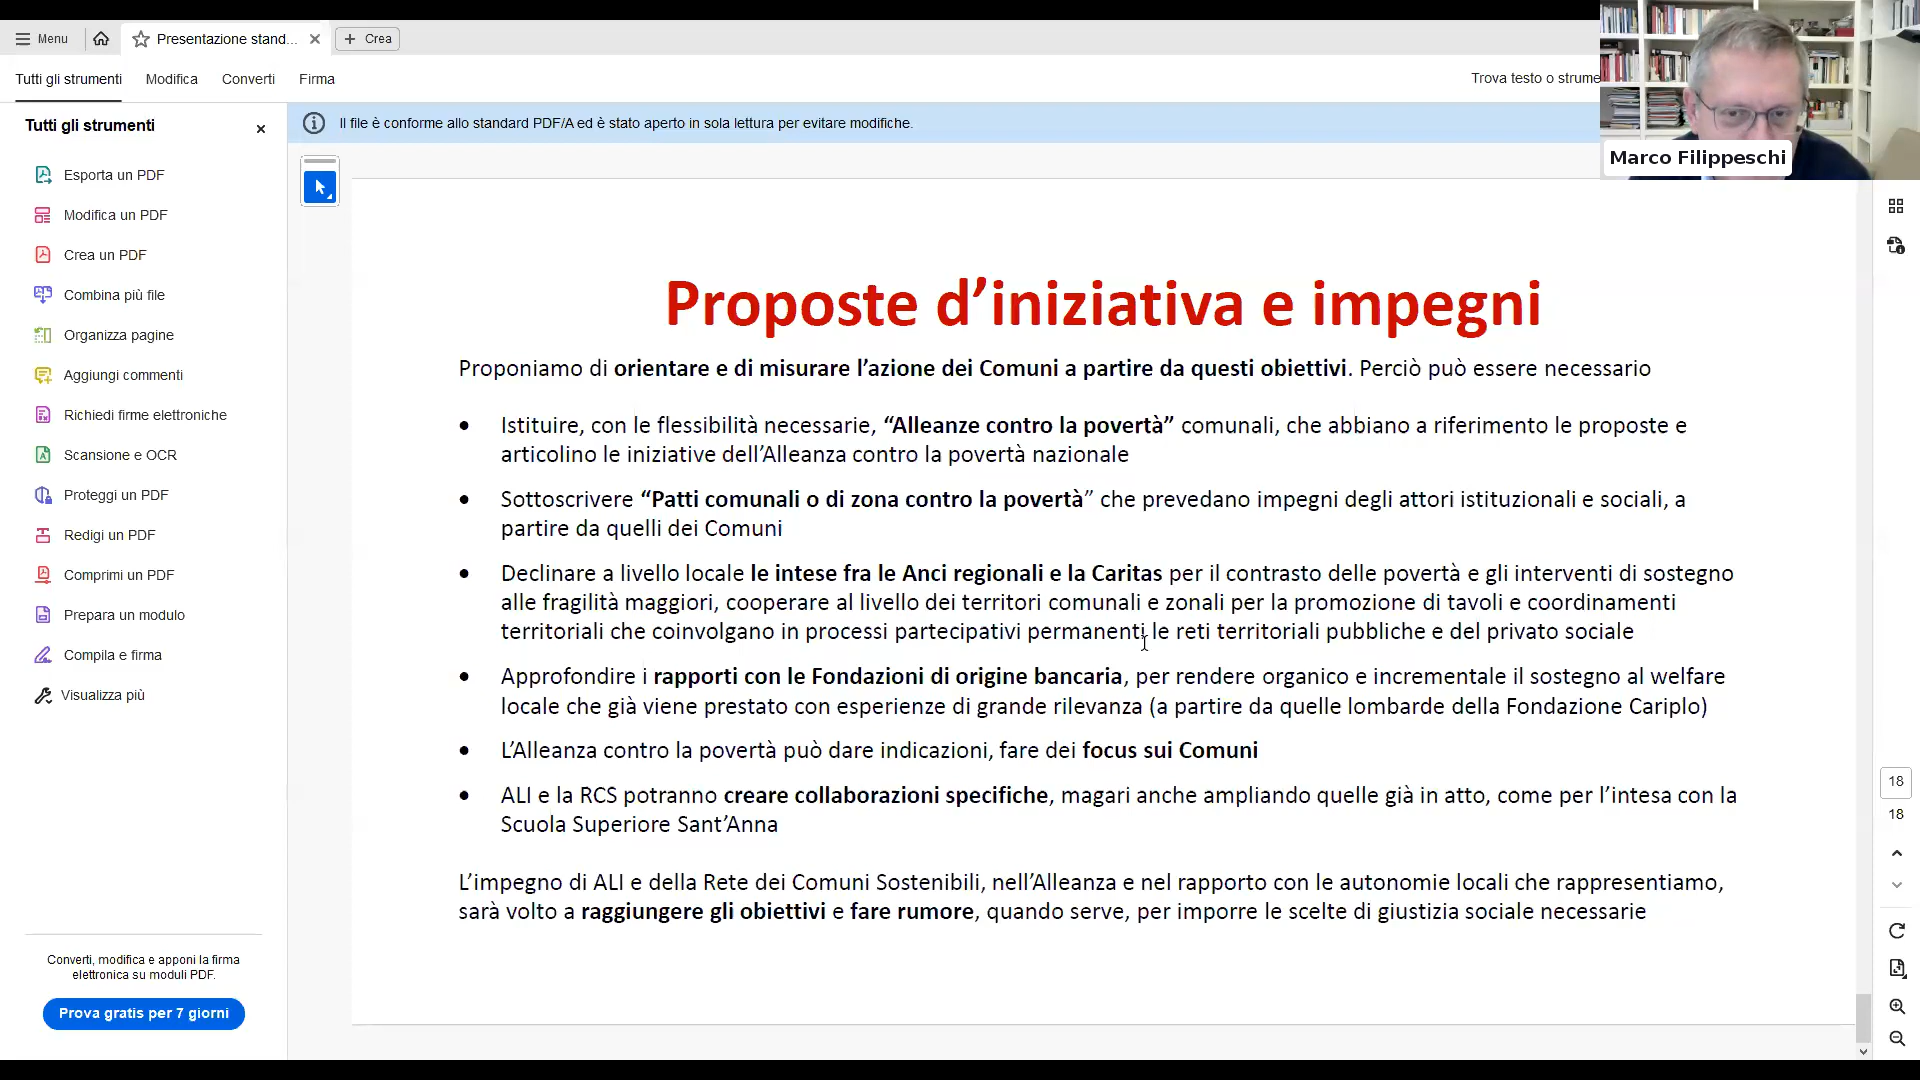 Menu
Presentazione stand...
Crea
Tutti gli strumenti
Modifica
Converti
Firma
Trova testo o strume
Tutti gli strumenti
Il file è conforme allo standard PDF/A ed è stato aperto in sola lettura per evitare modifiche.
Marco Filippeschi
Esporta un PDF
Modifica un PDF
Crea un PDF
Combina più file
Organizza pagine
Aggiungi commenti
Richiedi firme elettroniche
Scansione e OCR
Proteggi un PDF
Redigi un PDF
Comprimi un PDF
Prepara un modulo
Compila e firma
Visualizza più
Converti, modifica e apponi la firma
elettronica su moduli PDF.
Prova gratis per 7 giorni
Proposte d’iniziativa e impegni
Proponiamo di orientare e di misurare l’azione dei Comuni a partire da questi obiettivi. Perciò può essere necessario
• Istituire, con le flessibilità necessarie, “Alleanze contro la povertà” comunali, che abbiano a riferimento le proposte e
articolino le iniziative dell’Alleanza contro la povertà nazionale
• Sottoscrivere “Patti comunali o di zona contro la povertà” che prevedano impegni degli attori istituzionali e sociali, a
partire da quelli dei Comuni
• Declinare a livello locale le intese fra le Anci regionali e la Caritas per il contrasto delle povertà e gli interventi di sostegno
alle fragilità maggiori, cooperare al livello dei territori comunali e zonali per la promozione di tavoli e coordinamenti
territoriali che coinvolgano in processi partecipativi permanenti le reti territoriali pubbliche e del privato sociale
• Approfondire i rapporti con le Fondazioni di origine bancaria, per rendere organico e incrementale il sostegno al welfare
locale che già viene prestato con esperienze di grande rilevanza (a partire da quelle lombarde della Fondazione Cariplo)
• L’Alleanza contro la povertà può dare indicazioni, fare dei focus sui Comuni
• ALI e la RCS potranno creare collaborazioni specifiche, magari anche ampliando quelle già in atto, come per l’intesa con la
Scuola Superiore Sant’Anna
L’impegno di ALI e della Rete dei Comuni Sostenibili, nell’Alleanza e nel rapporto con le autonomie locali che rappresentiamo,
sarà volto a raggiungere gli obiettivi e fare rumore, quando serve, per imporre le scelte di giustizia sociale necessarie
18
18